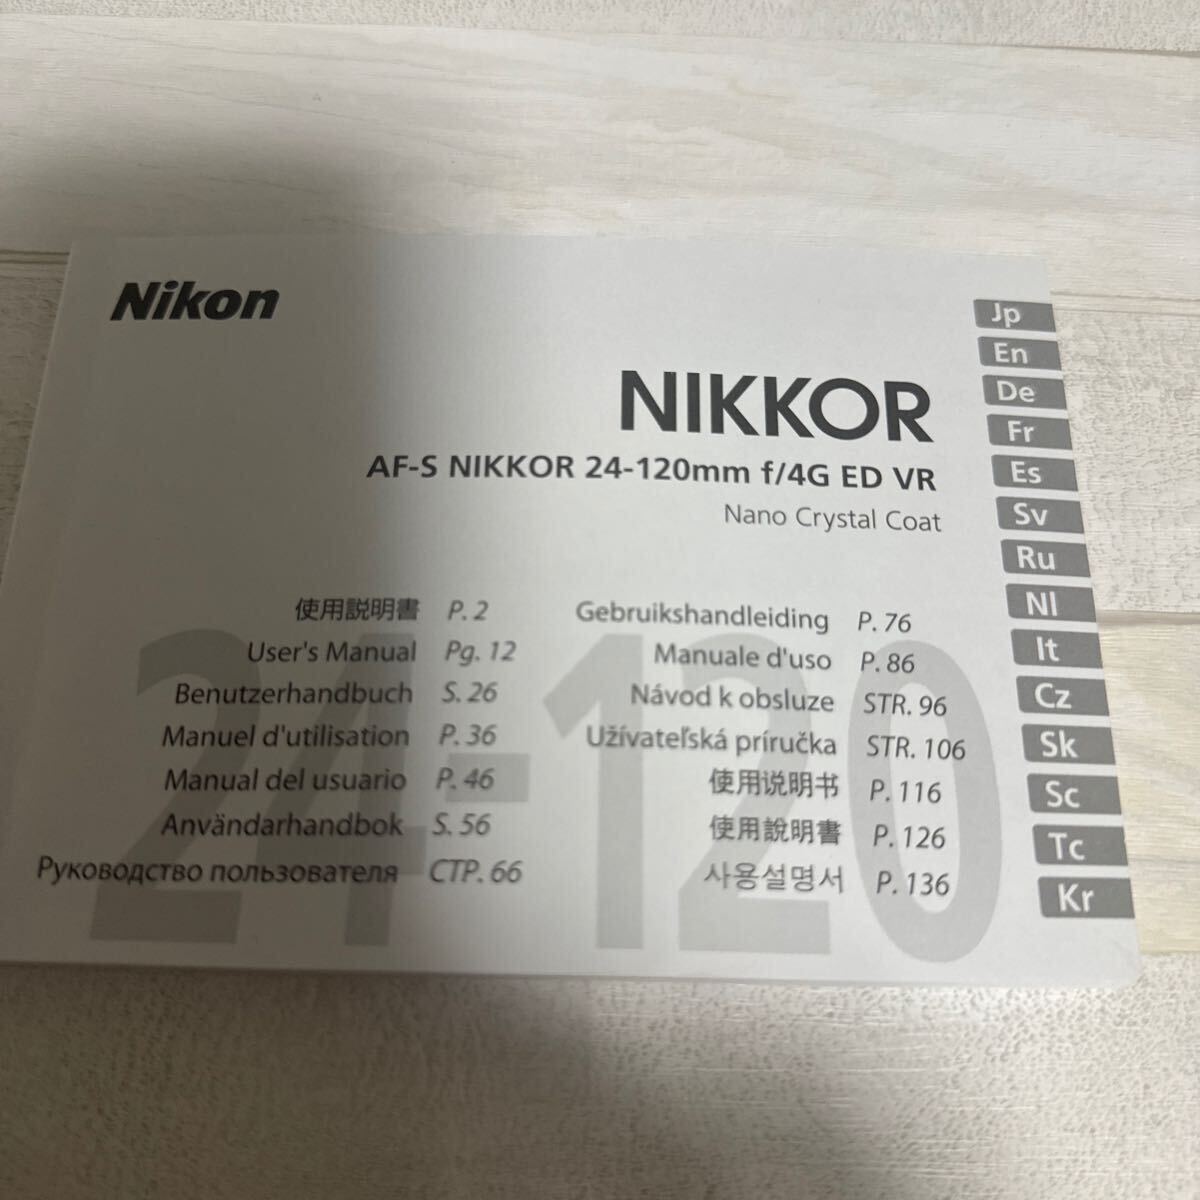 Nikon
NIKKOR
AF-S NIKKOR 24-120mm f/4G ED VR
Nano Crystal Coat
24-120
使用説明書 P. 2
User's Manual Pg. 12
Benutzerhandbuch S. 26
Manuel d'utilisation P. 36
Manual del usuario P. 46
Användarhandbok S. 56
Руководство пользователя СТР. 66
Gebruikshandleiding P. 76
Manuale d'uso P. 86
Návod k obsluze STR. 96
Užívateľská príručka STR. 106
使用说明书 P. 116
使用說明書 P. 126
사용설명서 P. 136
Jp
En
De
Fr
Es
Sv
Ru
Nl
It
Cz
Sk
Sc
Tc
Kr